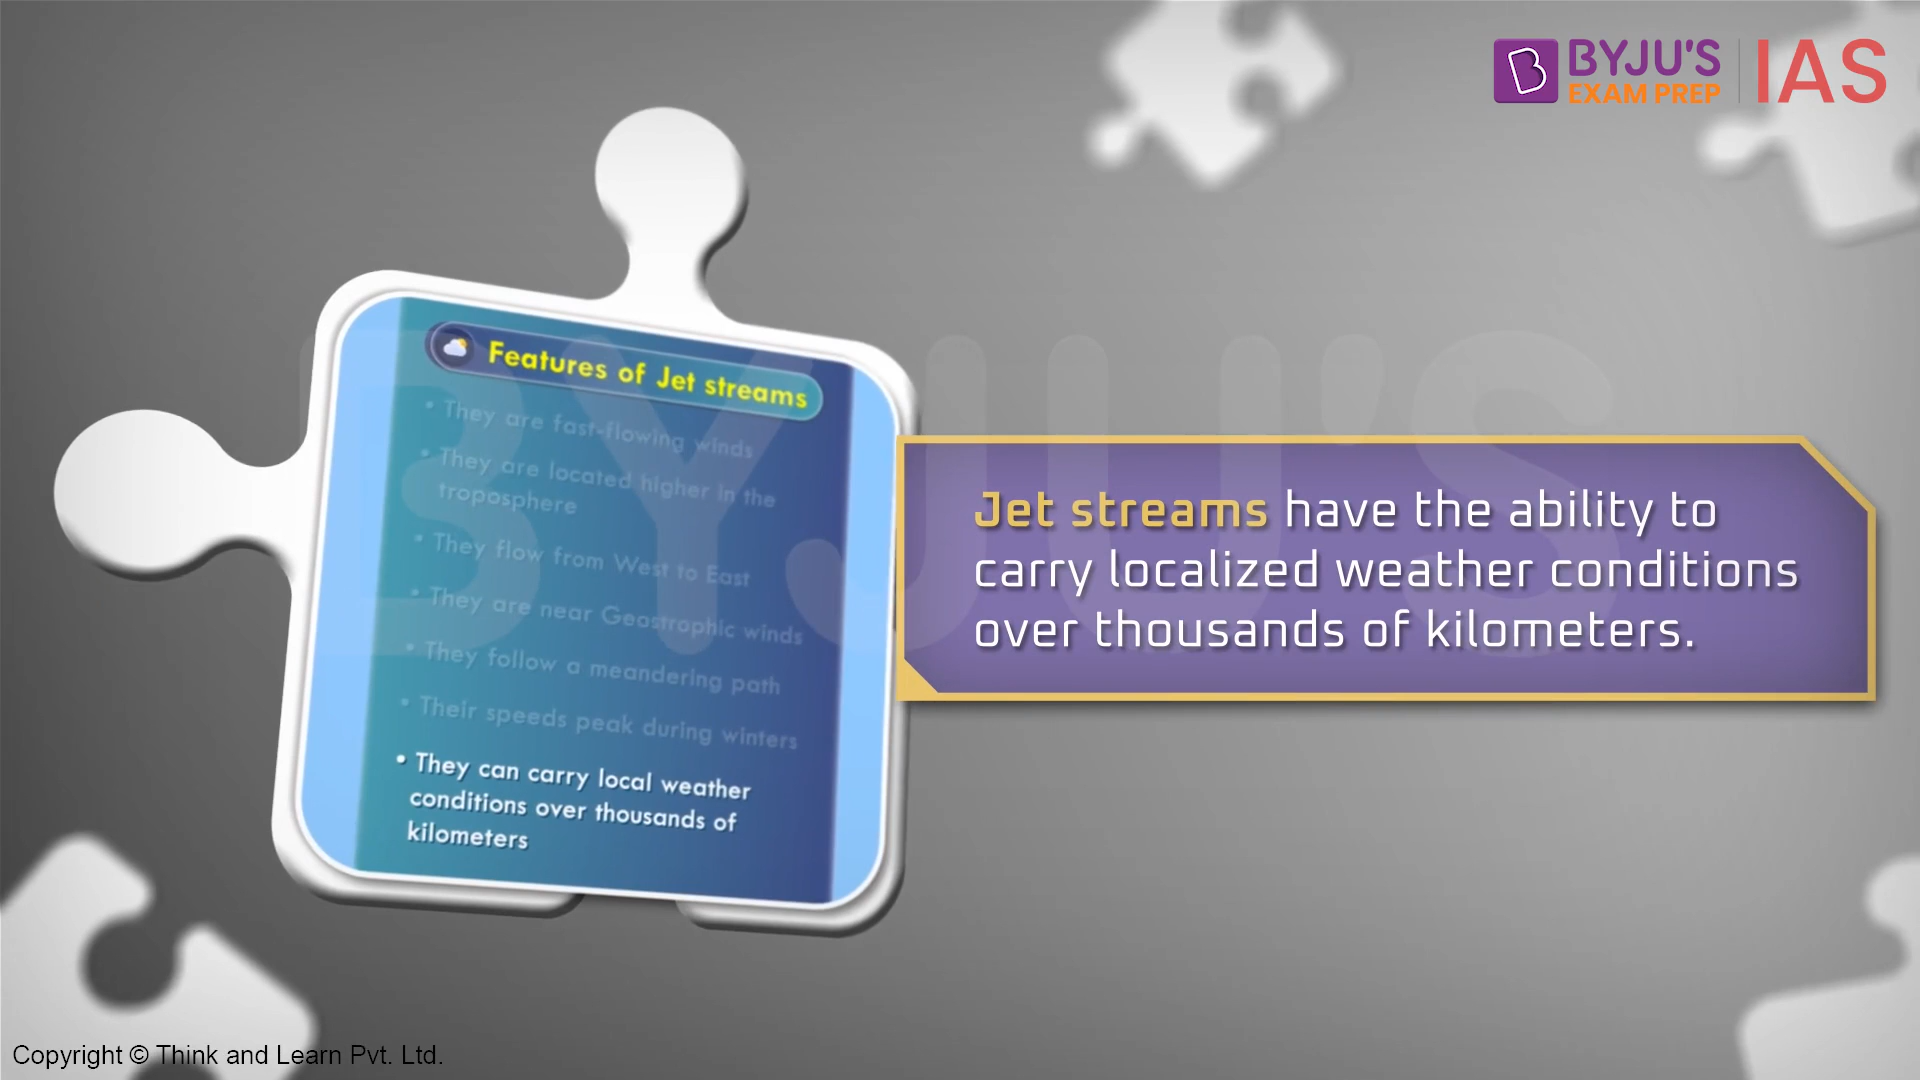 BYJU'S
EXAM PREP
IAS
Features of Jet streams
• They are fast-flowing winds
• They are located higher in the
troposphere
• They flow from West to East
• They are near Geostrophic winds
• They follow a meandering path
• Their speeds peak during winters
• They can carry local weather
conditions over thousands of
kilometers
Jet streams have the ability to
carry localized weather conditions
over thousands of kilometers.
BYJU'S
Copyright © Think and Learn Pvt. Ltd.